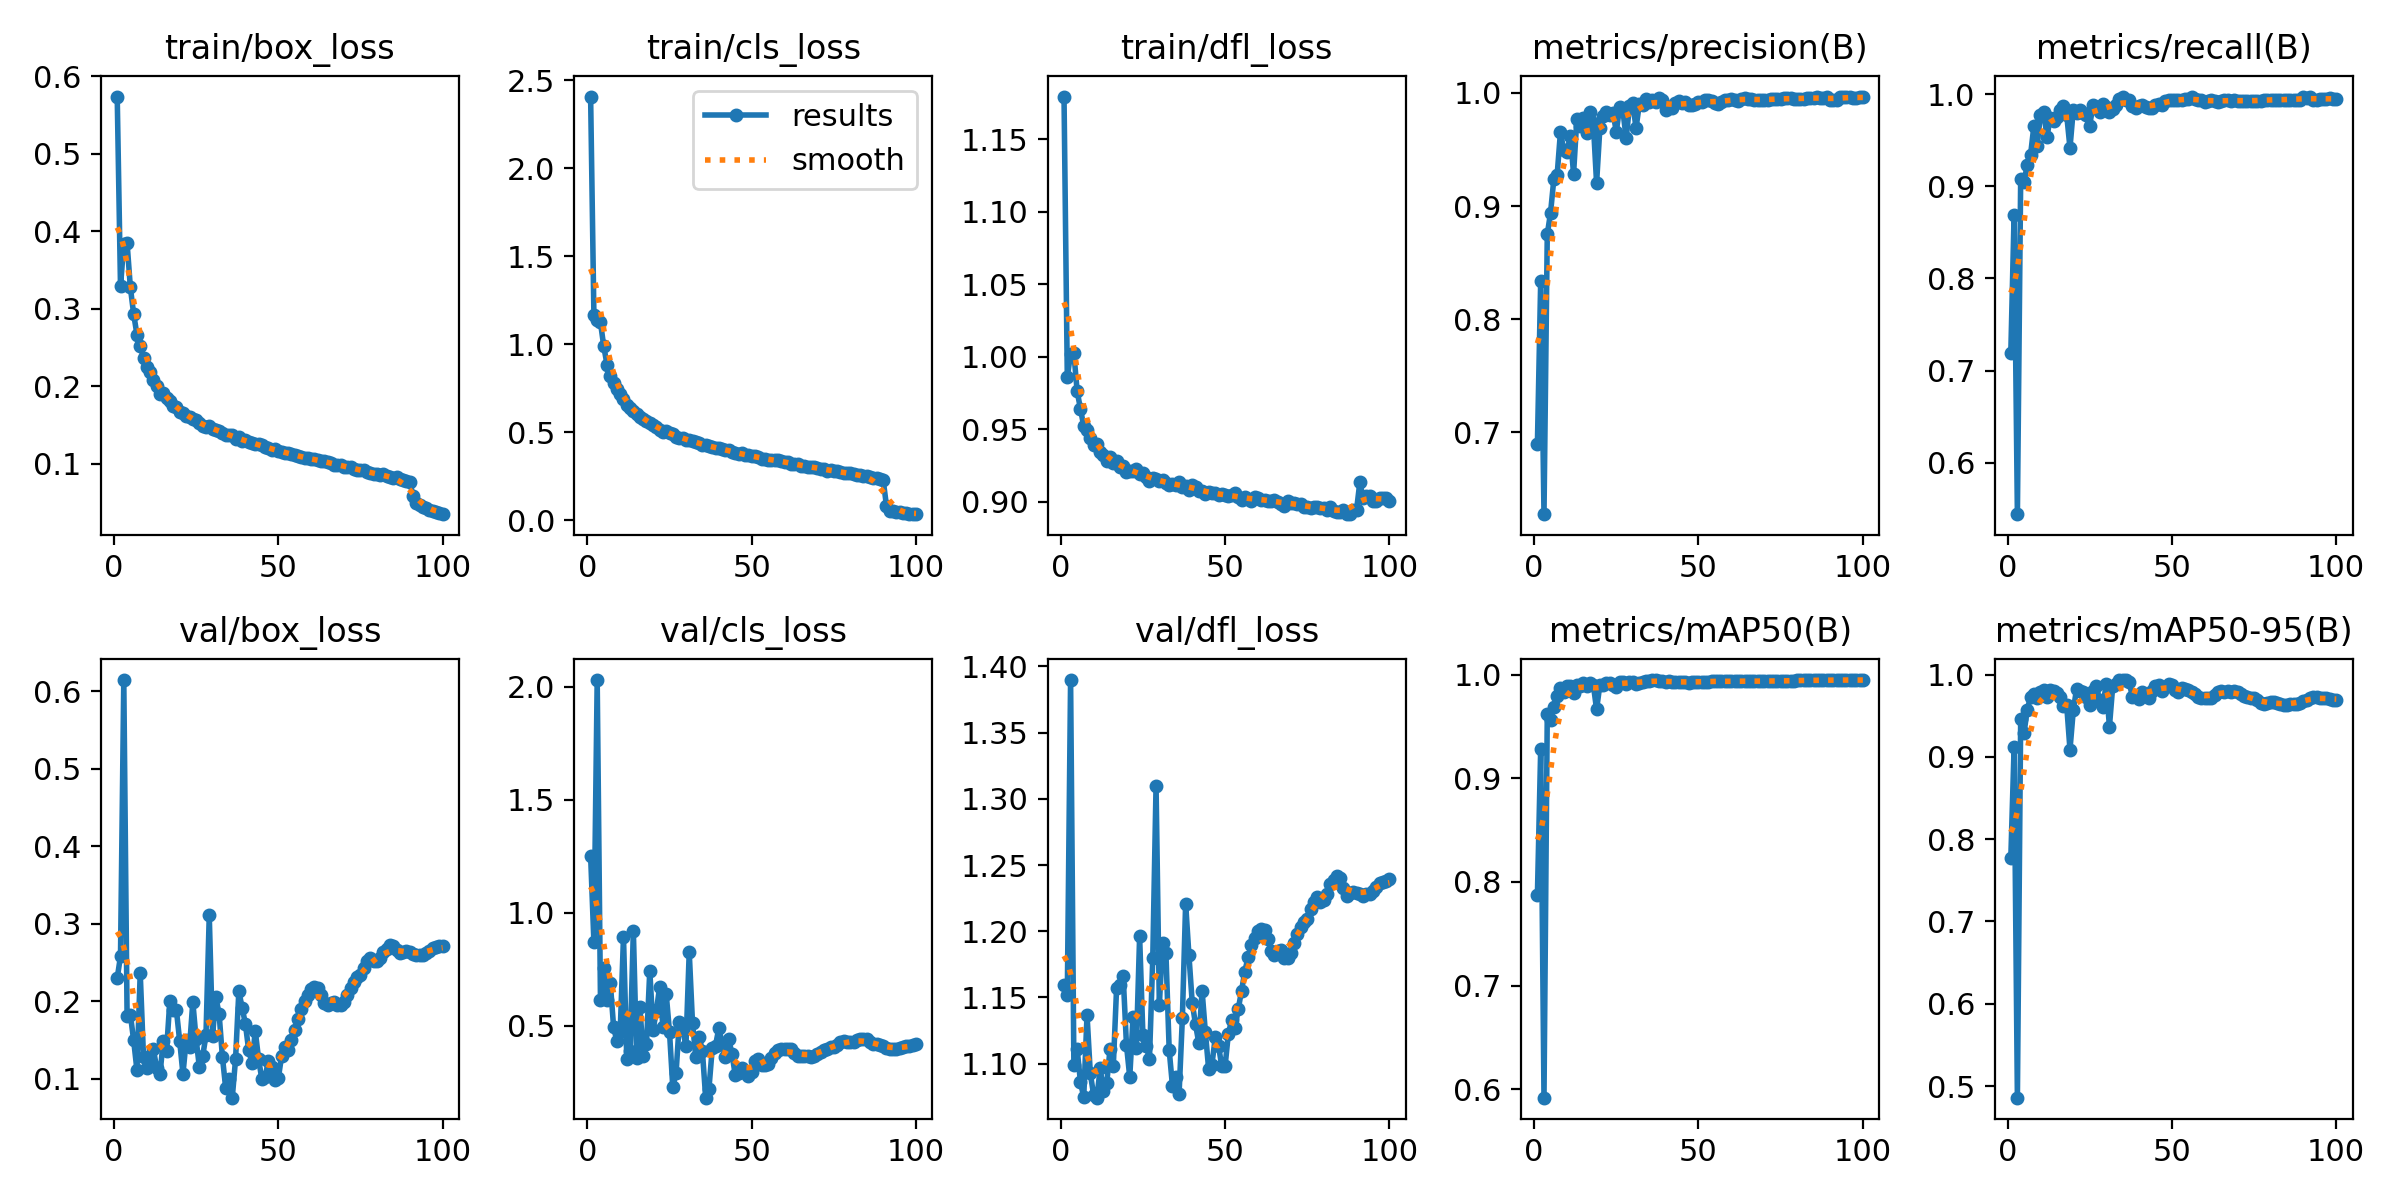 train/box_loss
0.6
0.5
0.4
0.3
0.2
0.1
0 50 100
train/cls_loss
results
smooth
2.5
2.0
1.5
1.0
0.5
0.0
0 50 100
train/dfl_loss
1.15
1.10
1.05
1.00
0.95
0.90
0 50 100
metrics/precision(B)
1.0
0.9
0.8
0.7
0 50 100
metrics/recall(B)
1.0
0.9
0.8
0.7
0.6
0 50 100
val/box_loss
0.6
0.5
0.4
0.3
0.2
0.1
0 50 100
val/cls_loss
2.0
1.5
1.0
0.5
0 50 100
val/dfl_loss
1.40
1.35
1.30
1.25
1.20
1.15
1.10
0 50 100
metrics/mAP50(B)
1.0
0.9
0.8
0.7
0.6
0 50 100
metrics/mAP50-95(B)
1.0
0.9
0.8
0.7
0.6
0.5
0 50 100